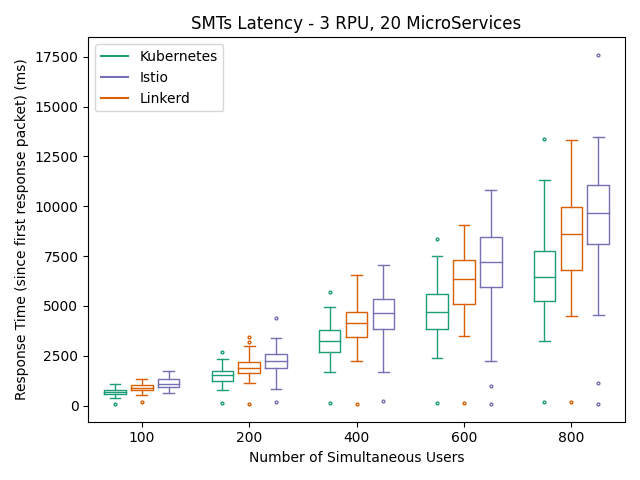 SMTs Latency - 3 RPU, 20 MicroServices
Response Time (since first response packet) (ms)
17500
15000
12500
10000
7500
5000
2500
0
Kubernetes
Istio
Linkerd
100 200 400 600 800
Number of Simultaneous Users